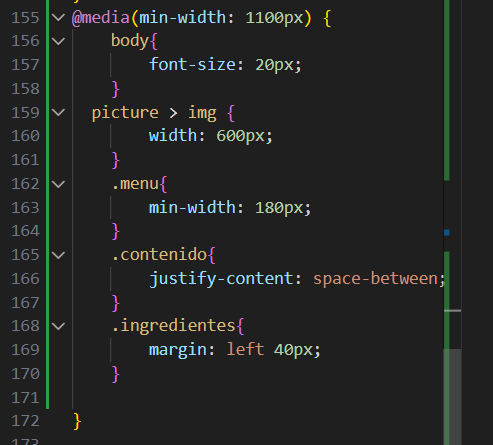 155 @media(min-width: 1100px) {
156 body{
157 font-size: 20px;
158 }
159 picture > img {
160 width: 600px;
161 }
162 .menu{
163 min-width: 180px;
164 }
165 .contenido{
166 justify-content: space-between;
167 }
168 .ingredientes{
169 margin: left 40px;
170 }
171
172 }
173